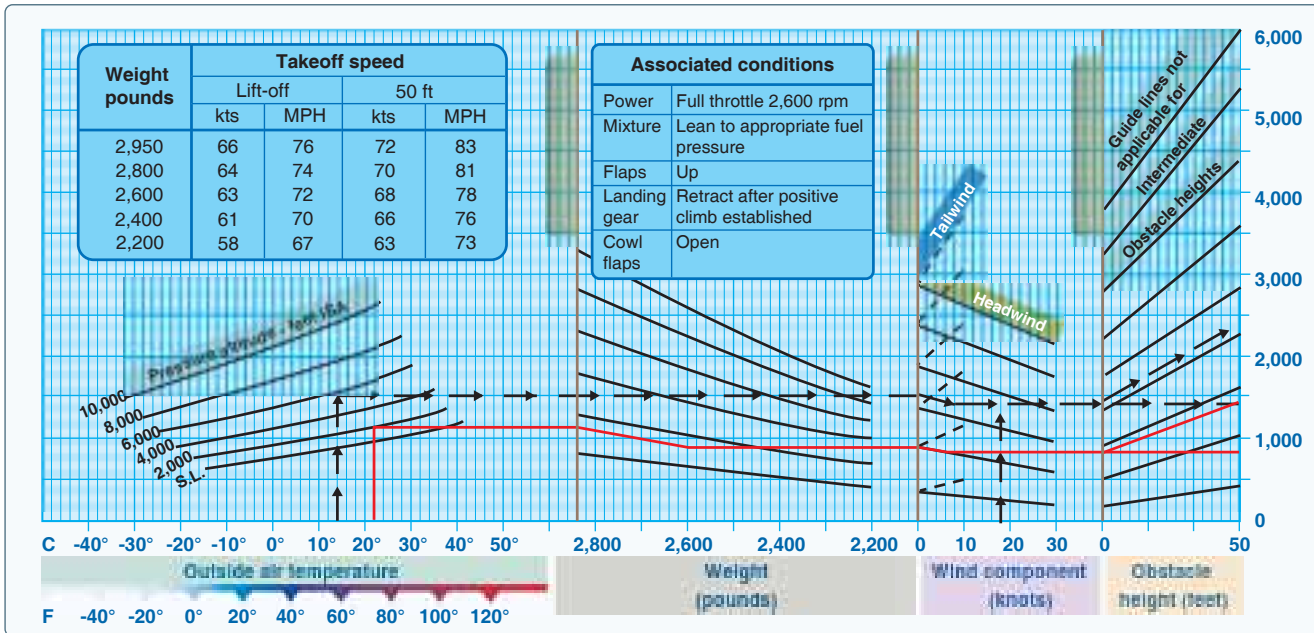 Weight pounds
Takeoff speed
Lift-off 50 ft
kts MPH kts MPH
2,950 66 76 72 83
2,800 64 74 70 81
2,600 63 72 68 78
2,400 61 70 66 76
2,200 58 67 63 73
Associated conditions
Power Full throttle 2,600 rpm
Mixture Lean to appropriate fuel
pressure
Flaps Up
Landing gear Retract after positive
climb established
Cowl flaps Open
Tailwind
Headwind
Guide lines not
applicable for
Intermediate
Obstacle heights
6,000
5,000
4,000
3,000
2,000
1,000
0
Pressure altitude - feet ISA
10,000
8,000
6,000
4,000
2,000
S.L.
C -40° -30° -20° -10° 0° 10° 20° 30° 40° 50° 2,800 2,600 2,400 2,200 0 10 20 30 0 50
Outside air temperature
Weight
(pounds)
Wind component
(knots)
Obstacle
height (feet)
F -40° -20° 0° 20° 40° 60° 80° 100° 120°